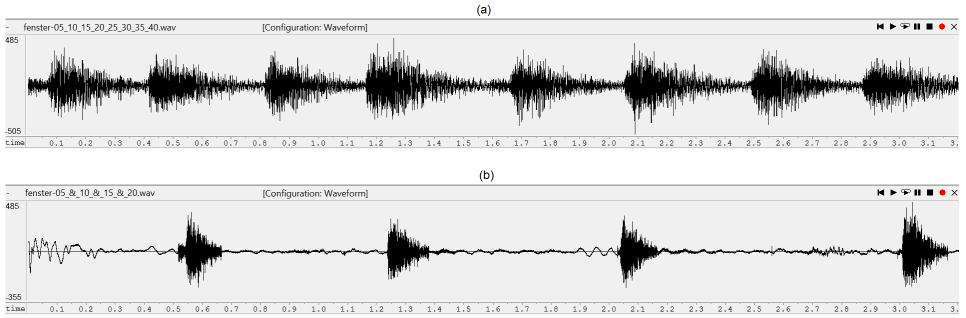 (a)
- fenster-05_10_15_20_25_30_35_40.wav [Configuration: Waveform]
485
-505
time 0.1 0.2 0.3 0.4 0.5 0.6 0.7 0.8 0.9 1.0 1.1 1.2 1.3 1.4 1.5 1.6 1.7 1.8 1.9 2.0 2.1 2.2 2.3 2.4 2.5 2.6 2.7 2.8 2.9 3.0 3.1 3.
(b)
- fenster-05_&_10_&_15_&_20.wav [Configuration: Waveform]
485
-355
time 0.1 0.2 0.3 0.4 0.5 0.6 0.7 0.8 0.9 1.0 1.1 1.2 1.3 1.4 1.5 1.6 1.7 1.8 1.9 2.0 2.1 2.2 2.3 2.4 2.5 2.6 2.7 2.8 2.9 3.0 3.1 3.